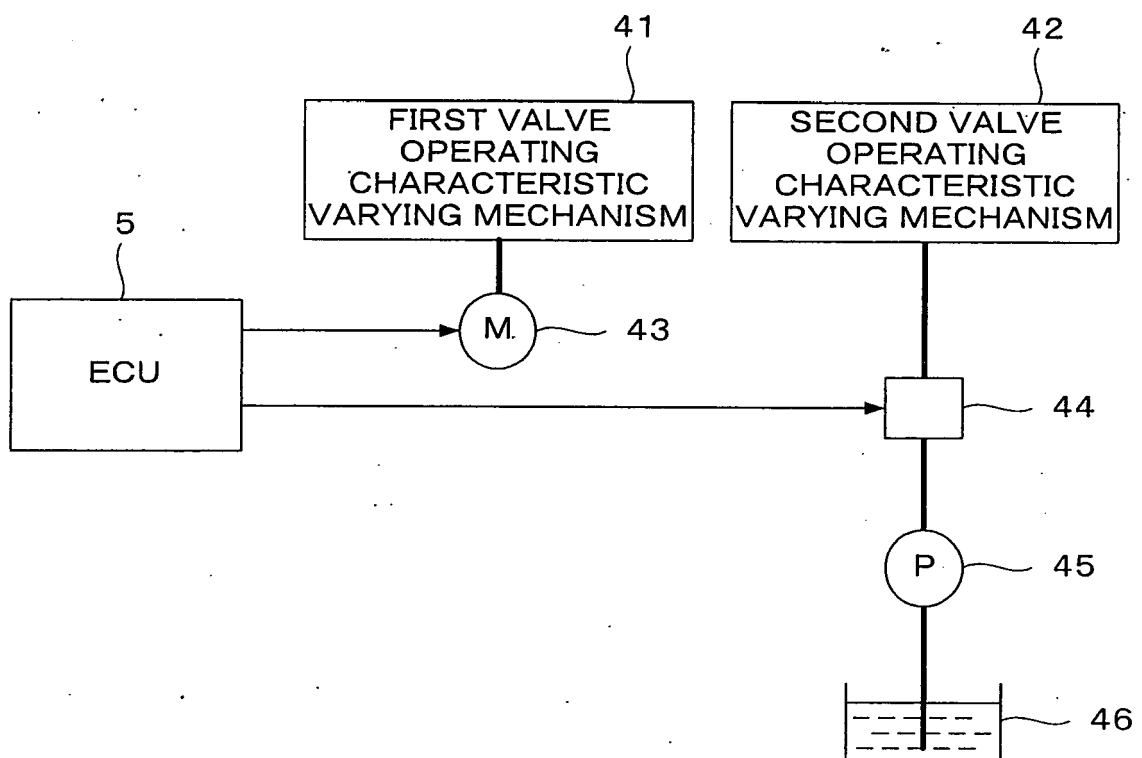 41
42
FIRST VALVE
OPERATING
CHARACTERISTIC
VARYING MECHANISM
SECOND VALVE
OPERATING
CHARACTERISTIC
VARYING MECHANISM
5
ECU
M
43
44
P
45
46